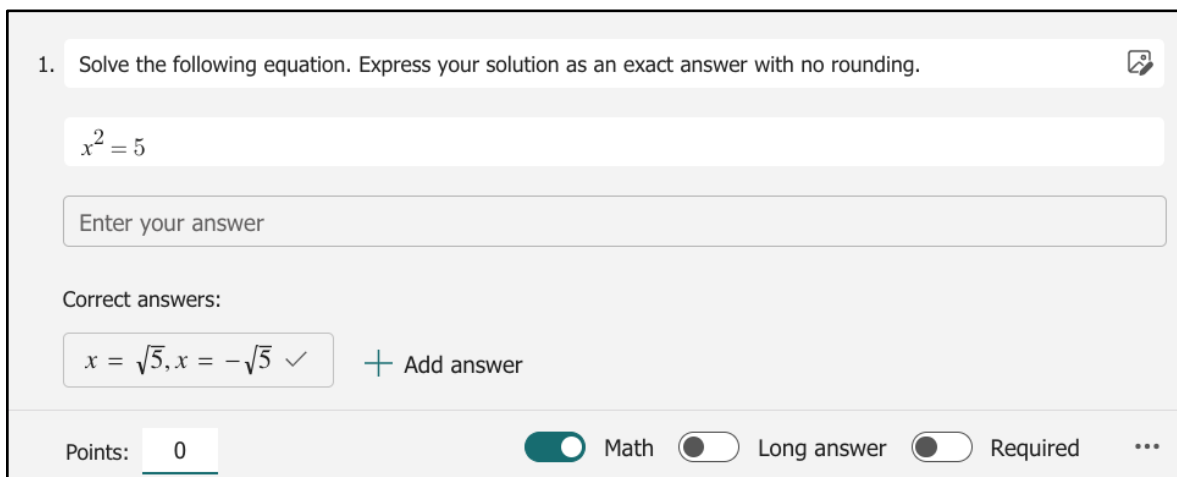 1. Solve the following equation. Express your solution as an exact answer with no rounding.
x² = 5
Enter your answer
Correct answers:
x = √5, x = −√5 ✓ + Add answer
Points: 0 Math Long answer Required ...